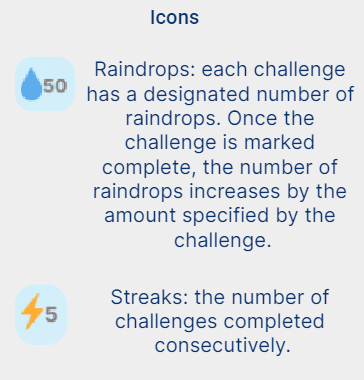 Icons
50
Raindrops: each challenge
has a designated number of
raindrops. Once the
challenge is marked
complete, the number of
raindrops increases by the
amount specified by the
challenge.
5
Streaks: the number of
challenges completed
consecutively.